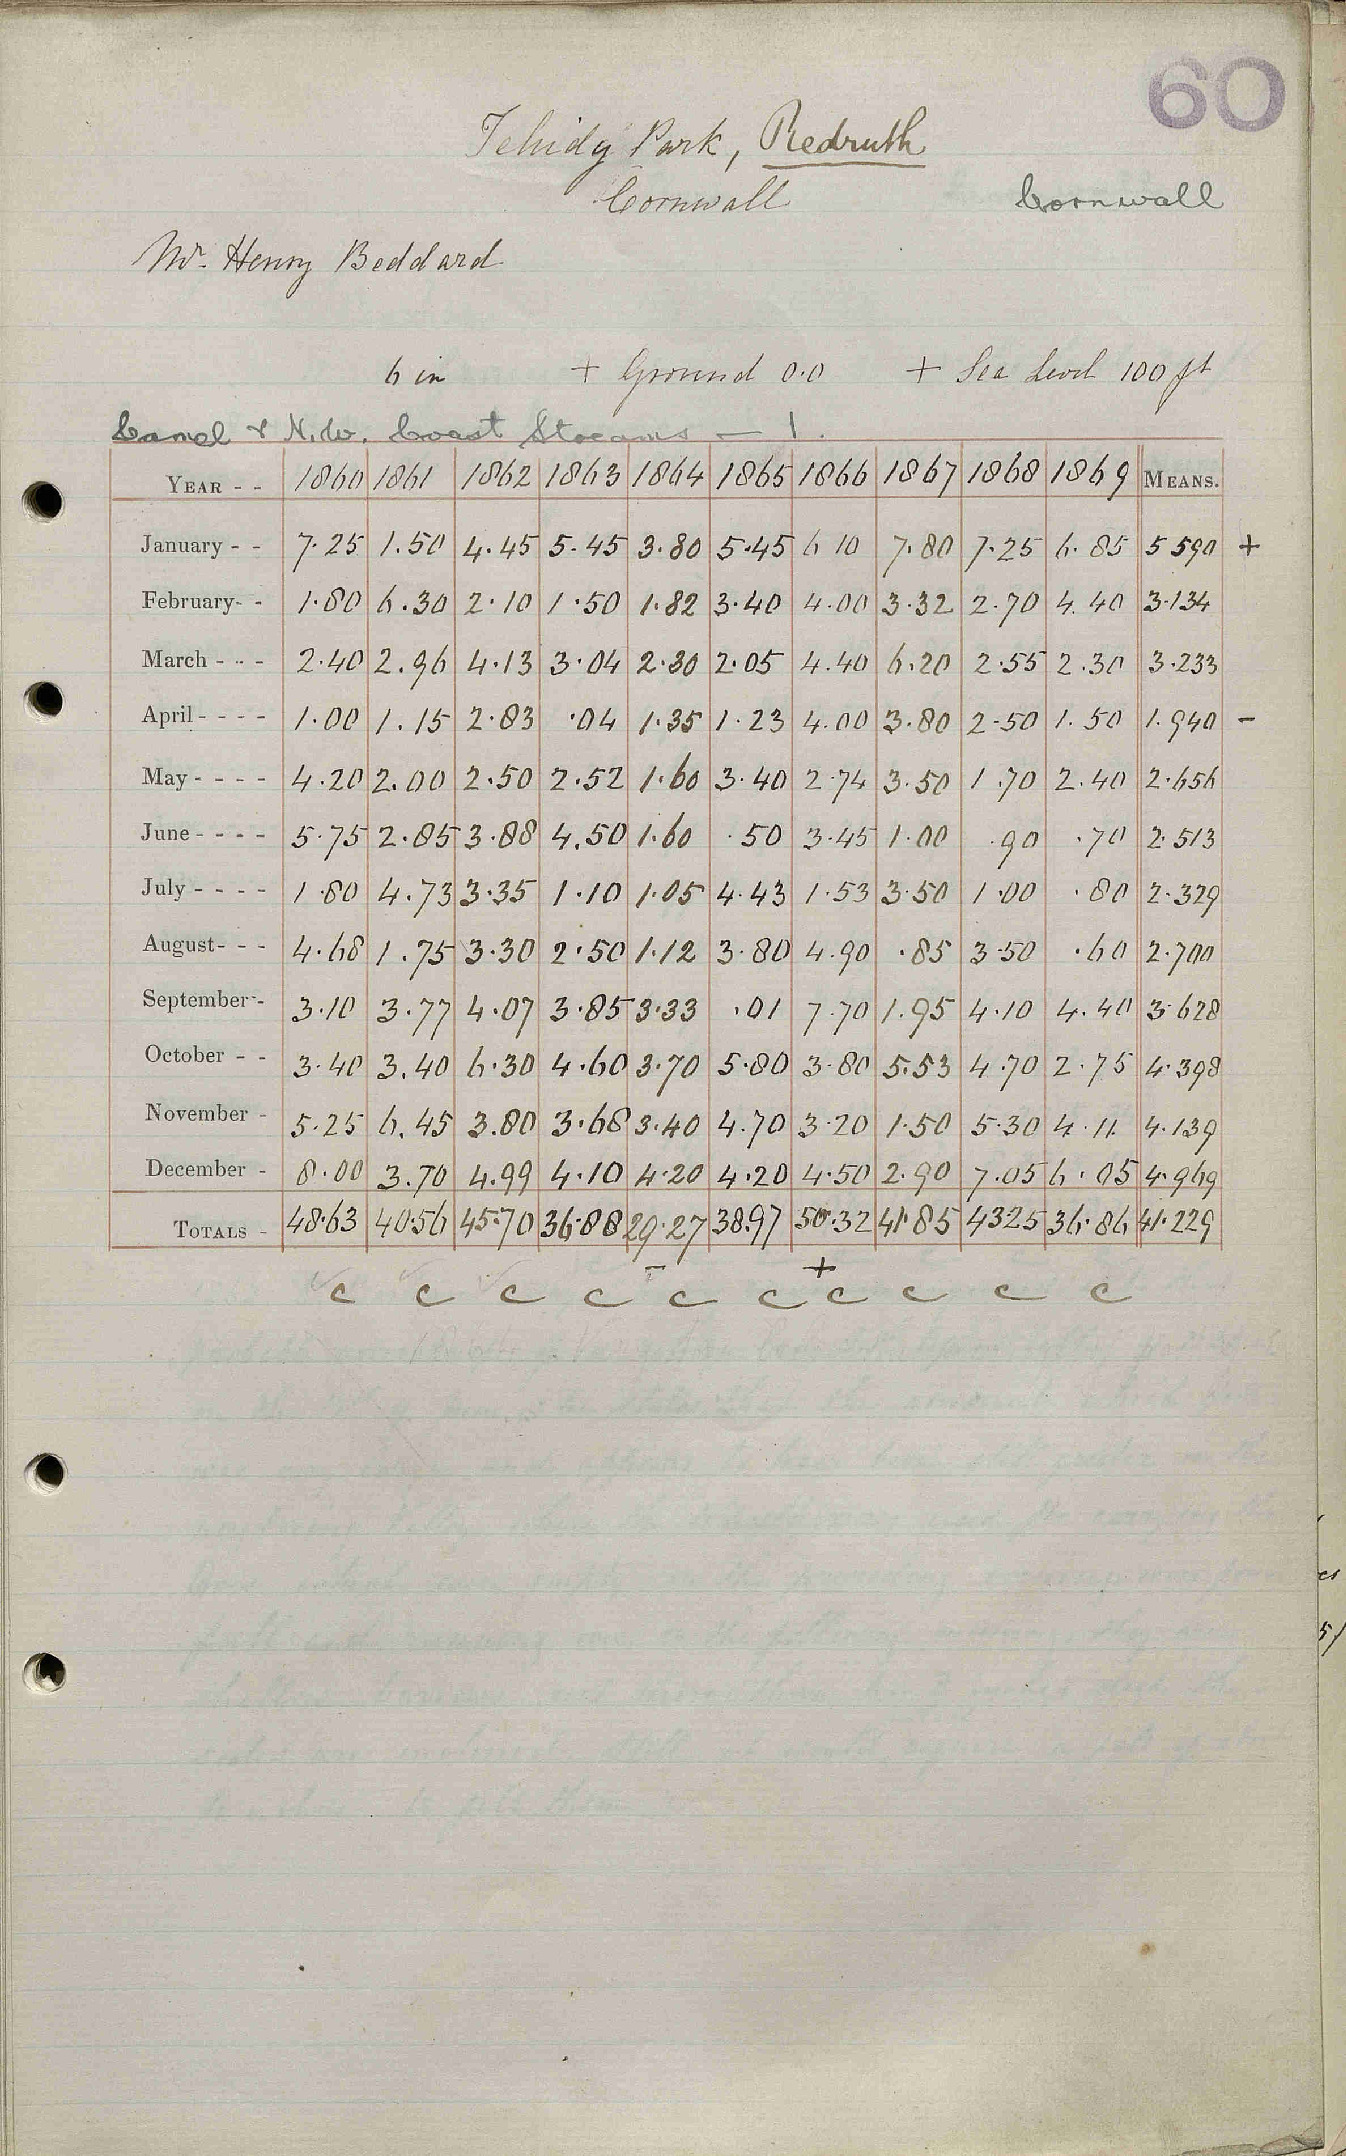 60
Tehidy Park, Redruth
Cornwall
Cornwall
Mr. Henry Beddard
6 in + Ground 0.0 + Sea Level 100 ft
Camel & N.W. Coast Streams — 1.
YEAR - - 1860 1861 1862 1863 1864 1865 1866 1867 1868 1869 MEANS.
January - - 7.25 1.50 4.45 5.45 3.80 5.45 6 10 7.80 7.25 6.85 5 590 +
February- - 1.80 6.30 2.10 1.50 1.82 3.40 4.00 3.32 2.70 4.40 3.134
March - - - 2.40 2.96 4.13 3.04 2.30 2.05 4.40 6.20 2.55 2.30 3.233
April - - - - 1.00 1.15 2.83 .04 1.35 1.23 4.00 3.80 2.50 1.50 1.940 -
May - - - - 4.20 2.00 2.50 2.52 1.60 3.40 2.74 3.50 1.70 2.40 2.656
June - - - - 5.75 2.85 3.88 4.50 1.60 .50 3.45 1.00 .90 .70 2.513
July - - - - 1.80 4.73 3.35 1.10 1.05 4.43 1.53 3.50 1.00 .80 2.329
August- - - 4.68 1.75 3.30 2.50 1.12 3.80 4.90 .85 3.50 .60 2.700
September - - 3.10 3.77 4.07 3.85 3.33 .01 7.70 1.95 4.10 4.40 3.628
October - - 3.40 3.40 6.30 4.60 3.70 5.80 3.80 5.53 4.70 2.75 4.398
November - 5.25 6.45 3.80 3.68 3.40 4.70 3.20 1.50 5.30 4.11 4.139
December - 8.00 3.70 4.99 4.10 4.20 4.20 4.50 2.90 7.05 6.05 4.969
TOTALS - 48.63 40.56 45.70 36.88 29.27 38.97 50.32 41.85 43.25 36.86 41.229
- +
c c c c c c c c c c